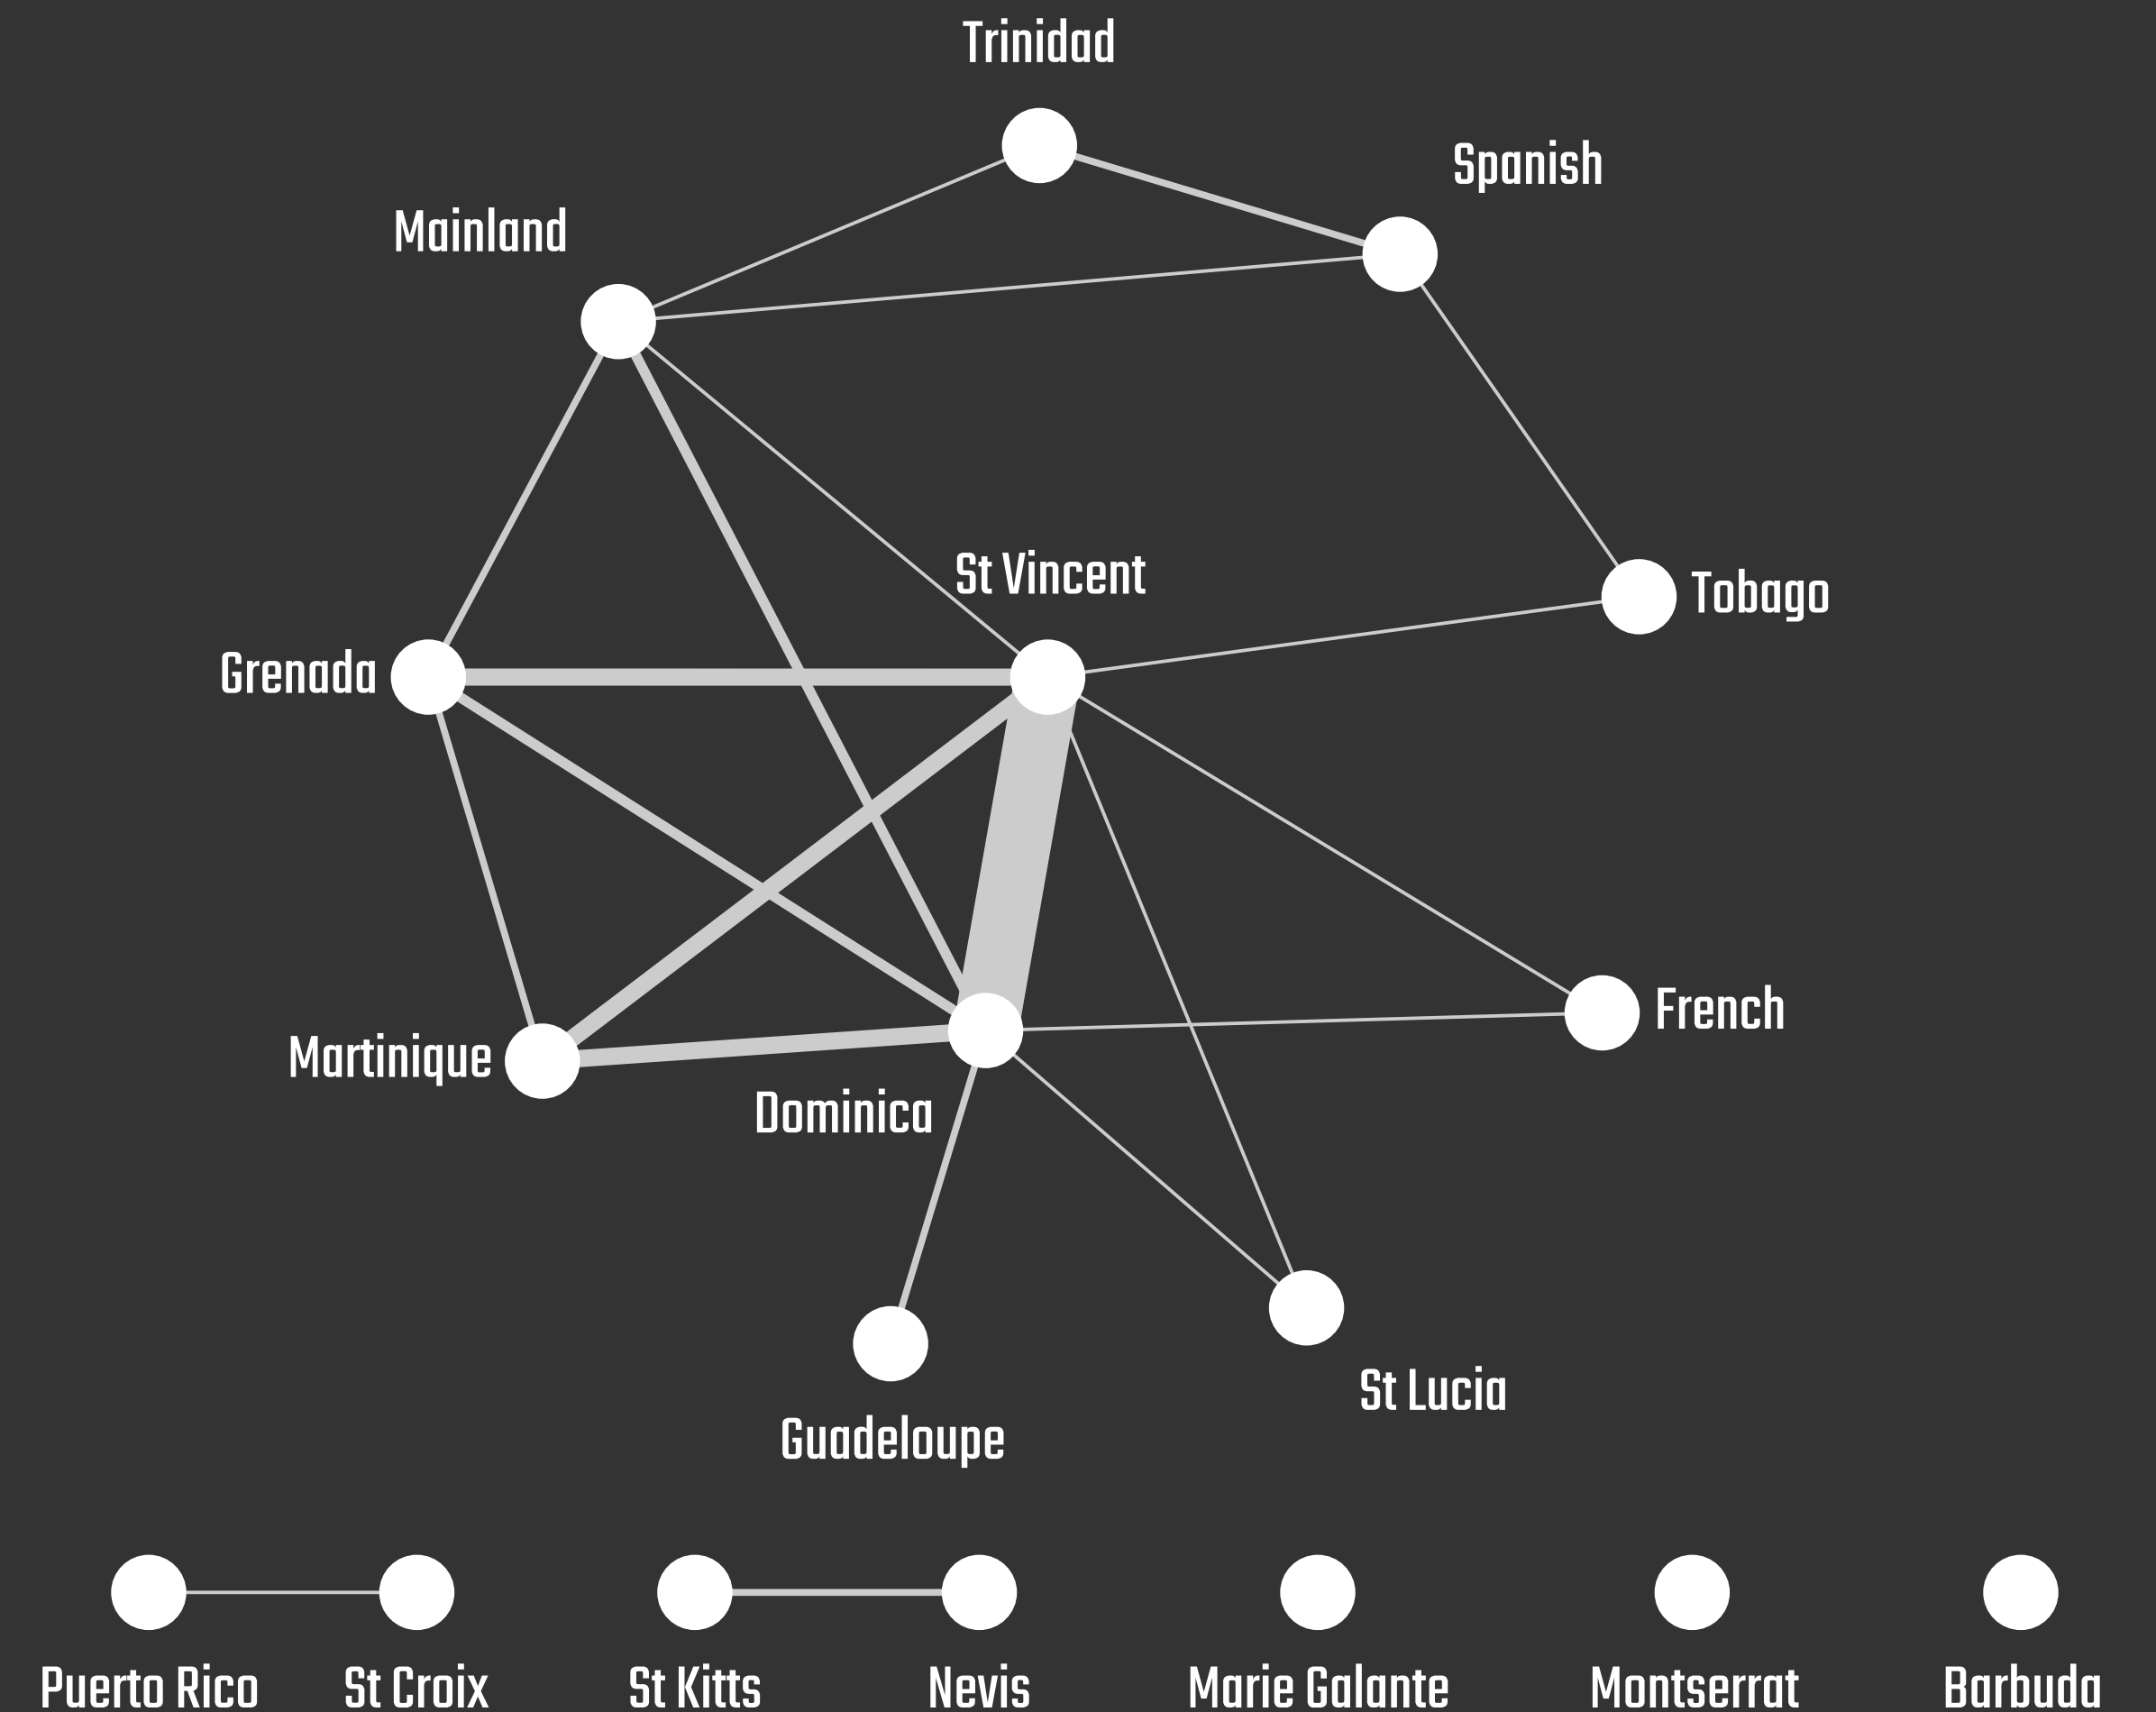 Trinidad
Spanish
Mainland
St Vincent
Tobago
Grenado
French
Martinique
Dominica
St Lucia
Guadeloupe
Puerto Rico
St Croix
St Kitts
Nevis
Marie Galante
Montserrat
Barbuda